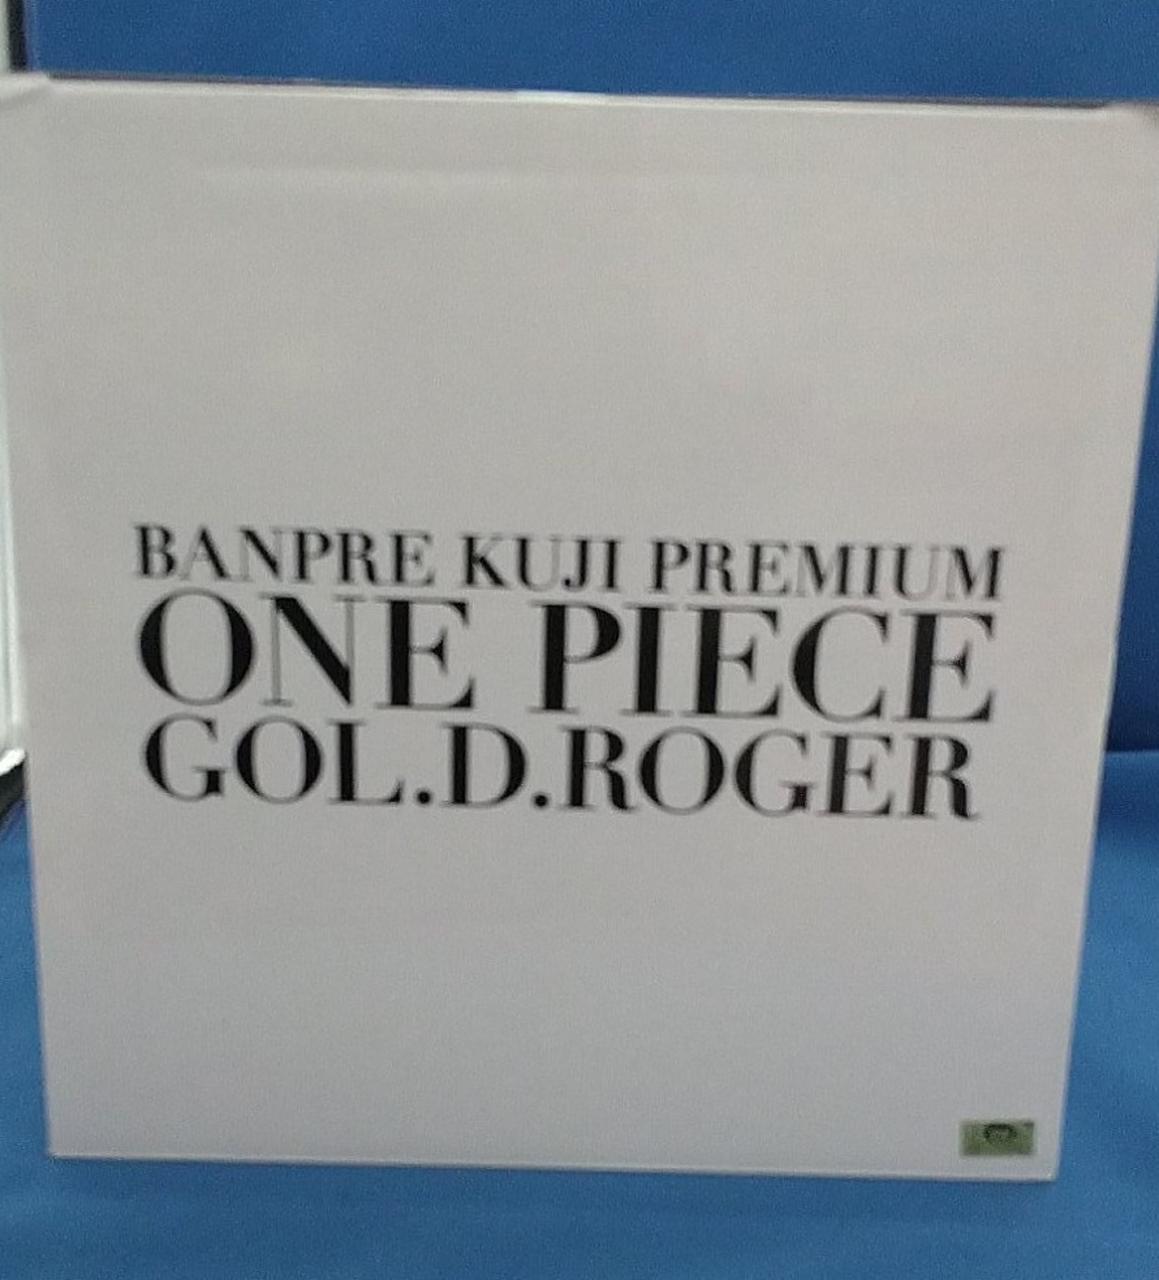 BANPRE KUJI PREMIUM
ONE PIECE
GOL.D.ROGER